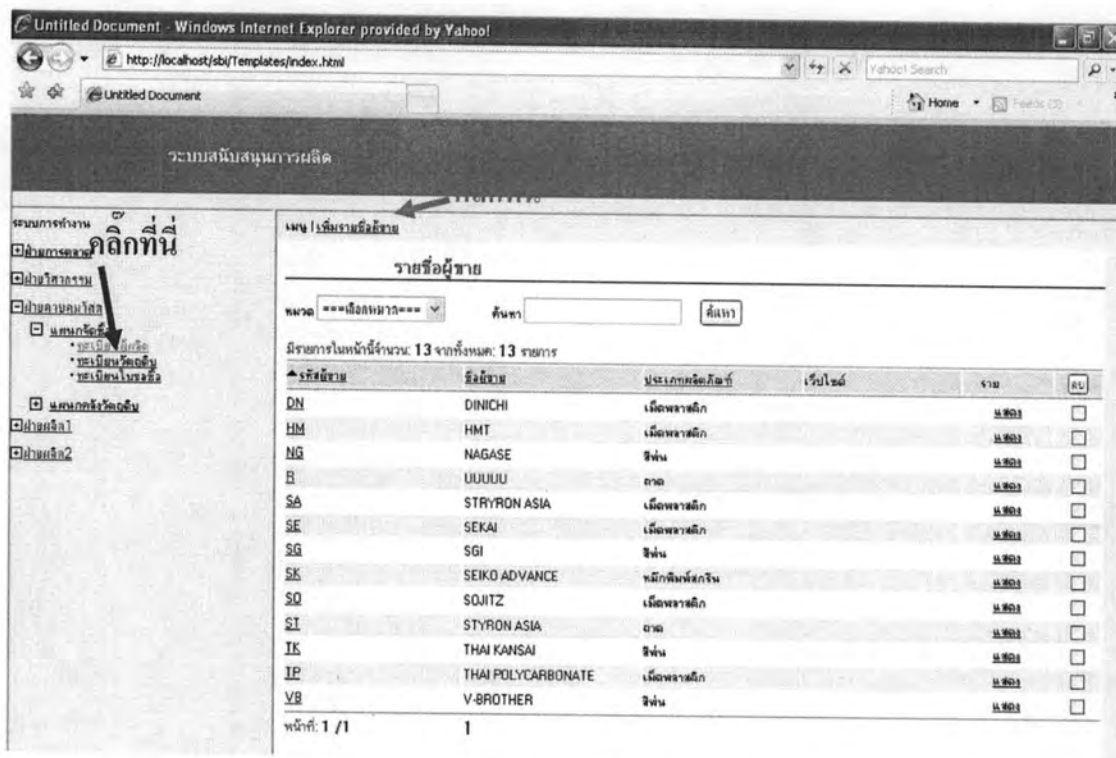 Untitled Document - Windows Internet Explorer provided by Yahoo!
http://localhost/sbi/Templates/index.html
Yahoo! Search
Untitled Document
Home
Feeds (3)
ระบบสนับสนุนการผลิต
ระบบการทำงาน
คลิกที่นี่
ฝ่ายการตลาด
ฝ่ายวิศวกรรม
ฝ่ายควบคุมวัสดุ
แผนกจัดซื้อ
ทะเบียนวัตถุดิบ
ทะเบียนใบขอซื้อ
แผนกคลังวัตถุดิบ
ฝ่ายผลิต1
ฝ่ายผลิต2
เมนู | เพิ่มรายชื่อผู้ขาย
รายชื่อผู้ขาย
หมวด ===เลือกหมวด=== ค้นหา ค้นหา
มีรายการในหน้านี้จำนวน: 13 จากทั้งหมด: 13 รายการ
รหัสผู้ขาย ชื่อผู้ขาย ประเภทผลิตภัณฑ์ เว็บไซต์ ราย ลบ
DN DINICHI เม็ดพลาสติก แสดง
HM HMT เม็ดพลาสติก แสดง
NG NAGASE สีพ่น แสดง
R UUUUU ถาด แสดง
SA STRYRON ASIA เม็ดพลาสติก แสดง
SE SEKAI เม็ดพลาสติก แสดง
SG SGI สีพ่น แสดง
SK SEIKO ADVANCE หมึกพิมพ์สกรีน แสดง
SO SOJITZ เม็ดพลาสติก แสดง
ST STYRON ASIA ถาด แสดง
TK THAI KANSAI สีพ่น แสดง
TP THAI POLYCARBONATE เม็ดพลาสติก แสดง
VB V-BROTHER สีพ่น แสดง
หน้าที่: 1 /1 1